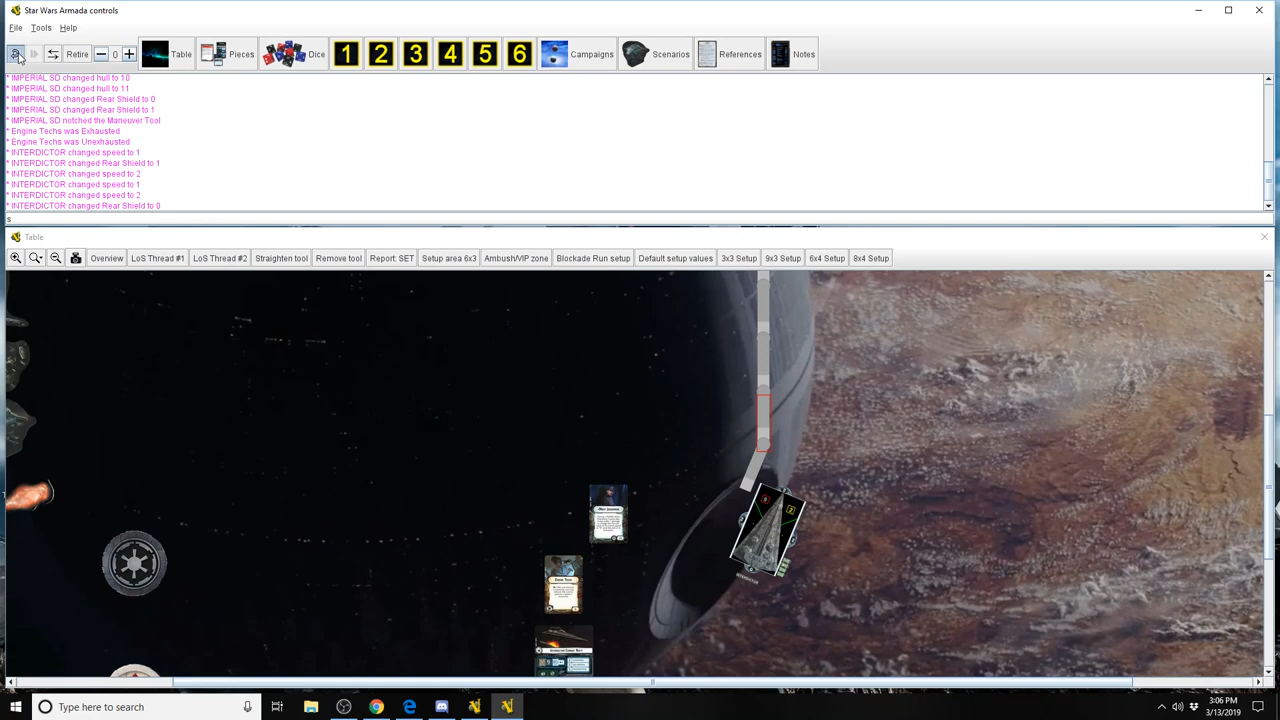 Star Wars Armada controls
File Tools Help
Retire 0 Table Pieces Dice 1 2 3 4 5 6 Campaigns Scenarios References Notes
* IMPERIAL SD changed hull to 10
* IMPERIAL SD changed hull to 11
* IMPERIAL SD changed Rear Shield to 0
* IMPERIAL SD changed Rear Shield to 1
* IMPERIAL SD notched the Maneuver Tool
* Engine Techs was Exhausted
* Engine Techs was Unexhausted
* INTERDICTOR changed speed to 1
* INTERDICTOR changed Rear Shield to 1
* INTERDICTOR changed speed to 2
* INTERDICTOR changed speed to 1
* INTERDICTOR changed speed to 2
* INTERDICTOR changed Rear Shield to 0
s
Table
Overview LoS Thread #1 LoS Thread #2 Straighten tool Remove tool Report: SET Setup area 6x3 Ambush/VIP zone Blockade Run setup Default setup values 3x3 Setup 9x3 Setup 6x4 Setup 8x4 Setup
Engine Techs
INTERDICTOR
Type here to search
3:06 PM
3/13/2019